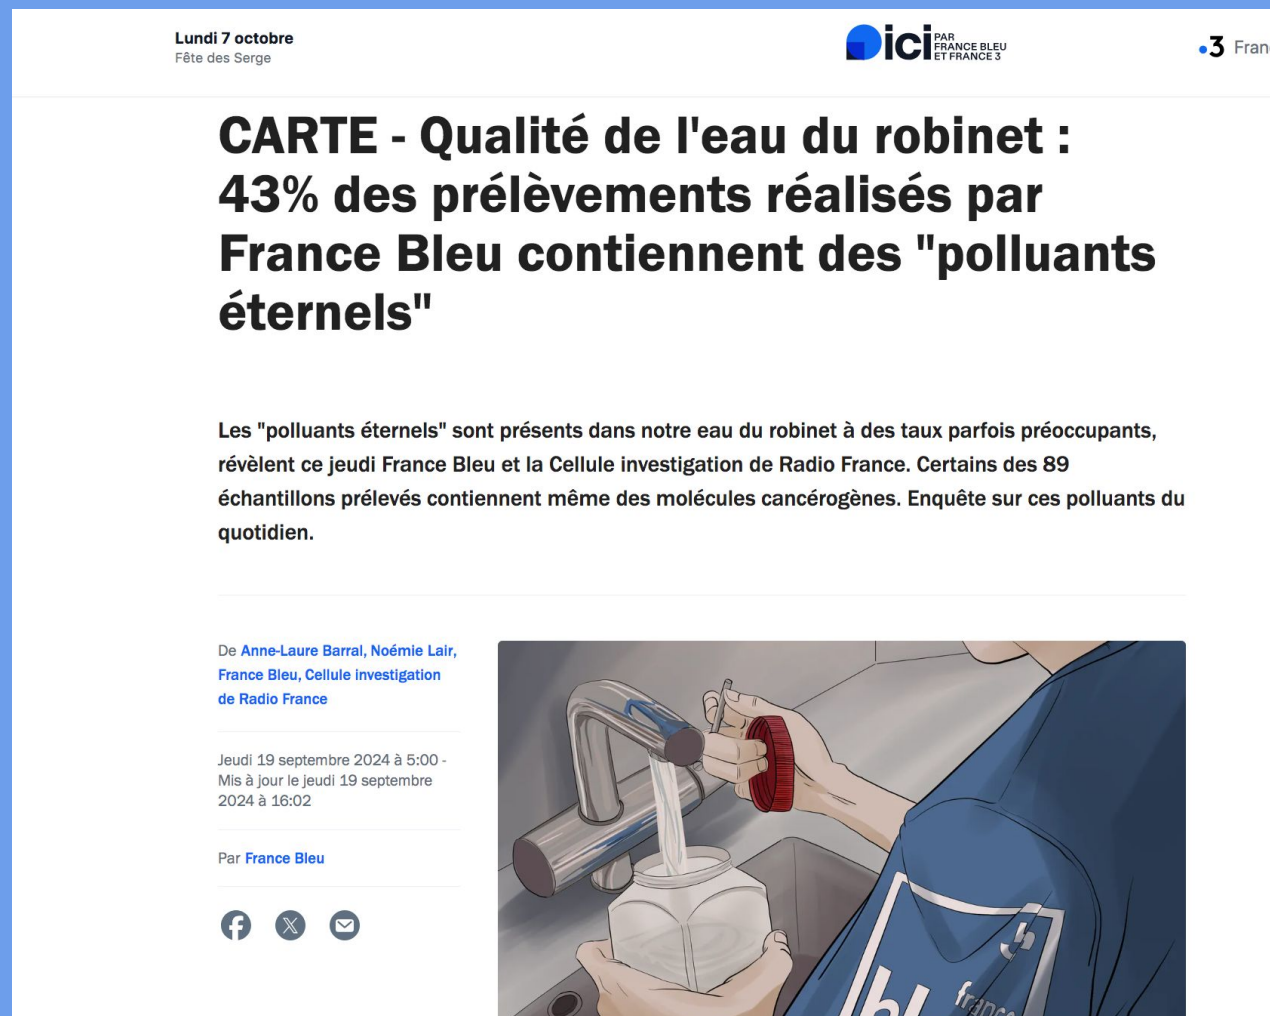 Lundi 7 octobre
Fête des Serge
ici PAR
FRANCE BLEU
ET FRANCE 3
3
CARTE - Qualité de l'eau du robinet :
43% des prélèvements réalisés par
France Bleu contiennent des "polluants
éternels"
Les "polluants éternels" sont présents dans notre eau du robinet à des taux parfois préoccupants,
révèlent ce jeudi France Bleu et la Cellule investigation de Radio France. Certains des 89
échantillons prélevés contiennent même des molécules cancérogènes. Enquête sur ces polluants du
quotidien.
De Anne-Laure Barral, Noémie Lair,
France Bleu, Cellule investigation
de Radio France
Jeudi 19 septembre 2024 à 5:00 -
Mis à jour le jeudi 19 septembre
2024 à 16:02
Par France Bleu
france
bl